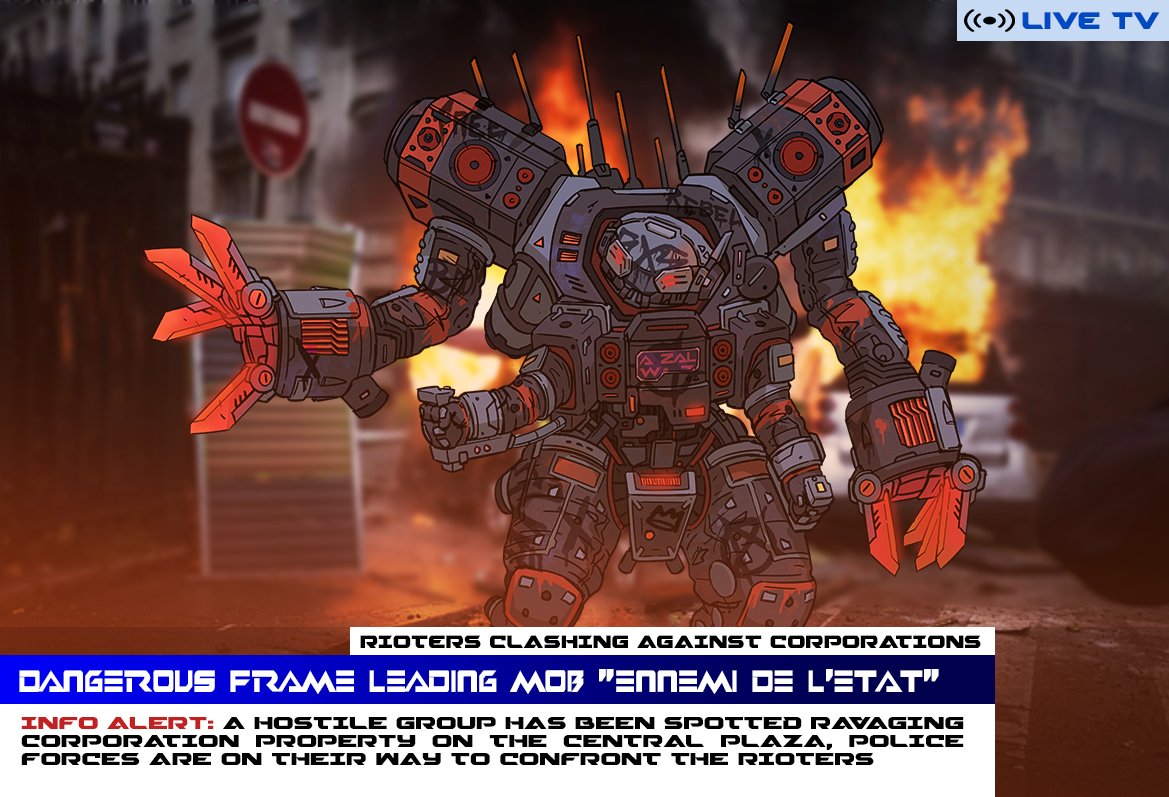 LIVE TV
REBEL
RIOTERS CLASHING AGAINST CORPORATIONS
DANGEROUS FRAME LEADING MOB "ENNEMI DE L'ETAT"
INFO ALERT: A HOSTILE GROUP HAS BEEN SPOTTED RAVAGING
CORPORATION PROPERTY ON THE CENTRAL PLAZA, POLICE
FORCES ARE ON THEIR WAY TO CONFRONT THE RIOTERS